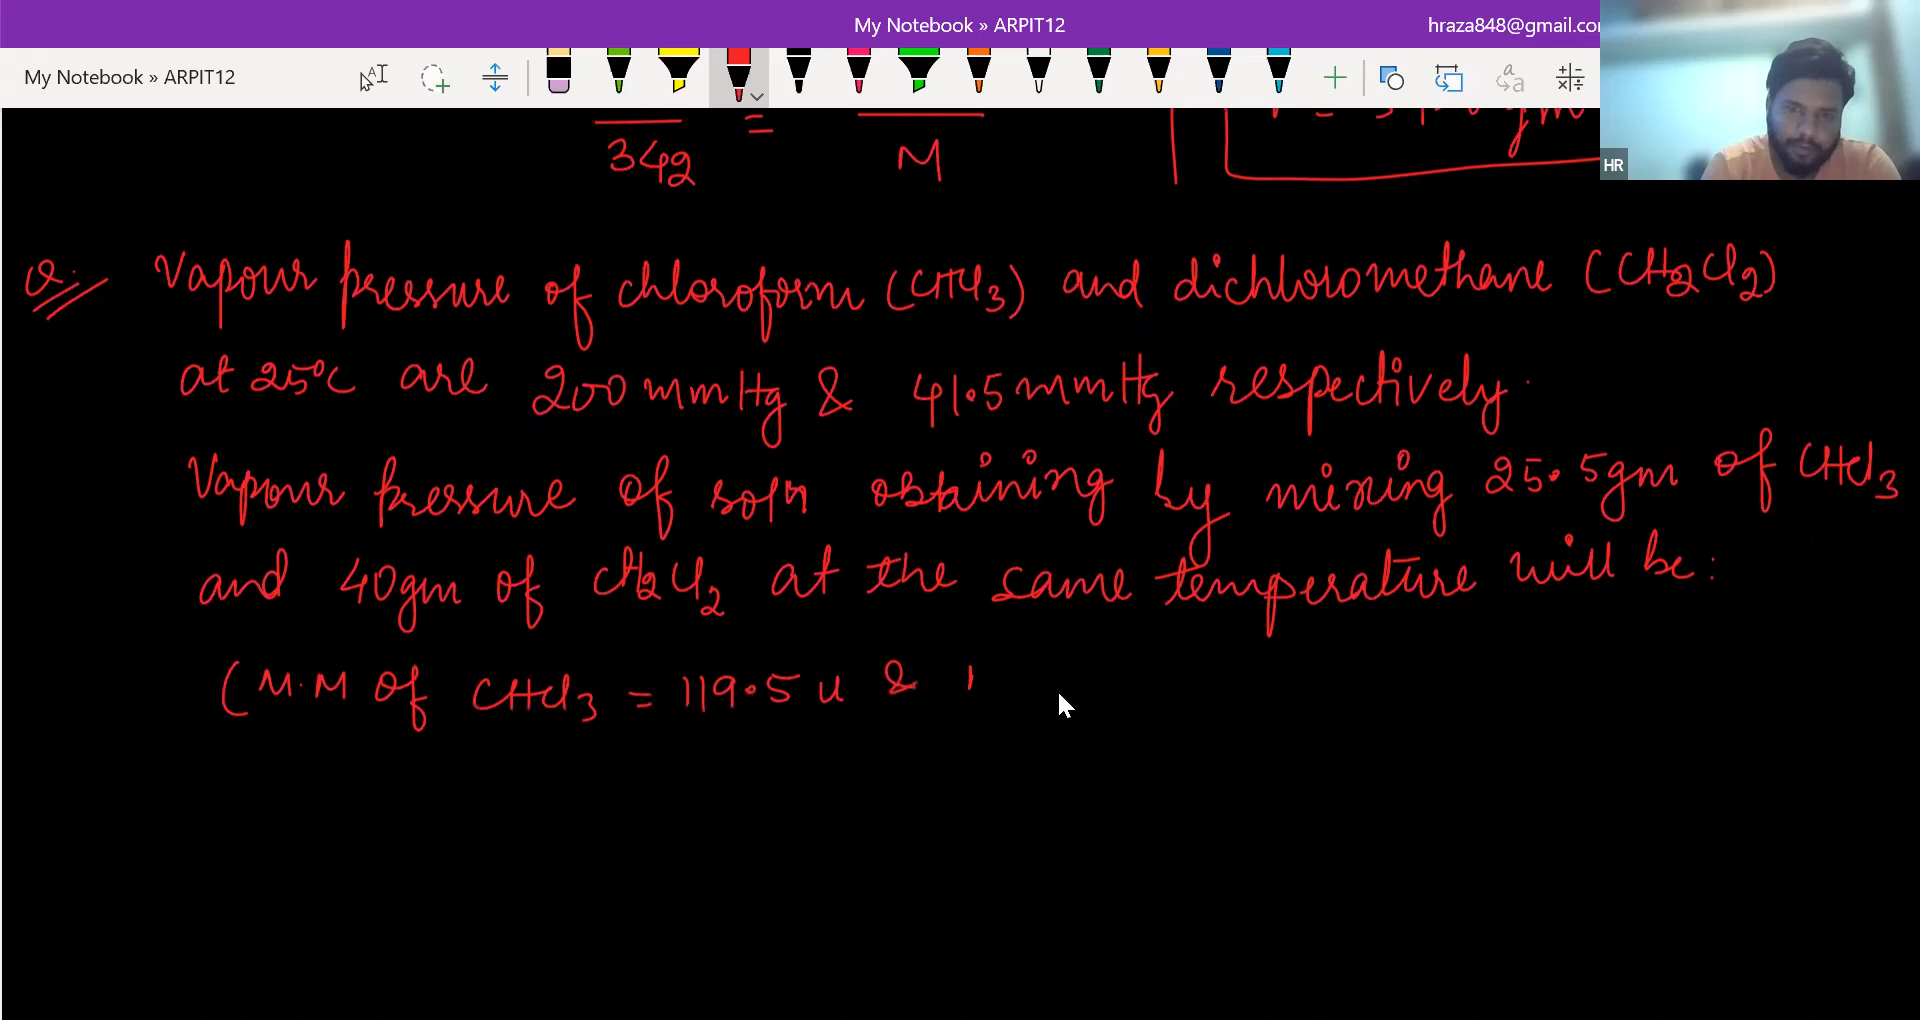 My Notebook » ARPIT12
hraza848@gmail.co
My Notebook » ARPIT12
HR
342 = M
Q. Vapour pressure of chloroform (CHCl3) and dichloromethane (CH2Cl2)
at 25°C are 200 mmHg & 41.5 mmHg respectively.
Vapour pressure of soln obtaining by mixing 25.5gm of CHCl3
and 40gm of CH2Cl2 at the same temperature will be:
(M.M of CHCl3 = 119.5 u &